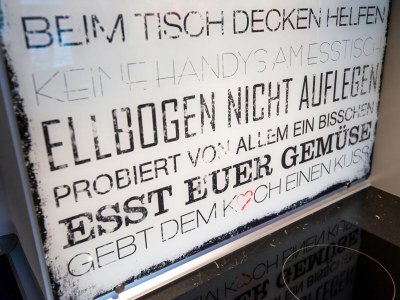 BEIM TISCH DECKEN HELFEN
KEINE HANDYS AM ESSTISCH
ELLBOGEN NICHT AUFLEGEN
PROBIERT VON ALLEM EIN BISSCHEN
ESST EUER GEMÜSE
GEBT DEM KOCH EINEN KUSS